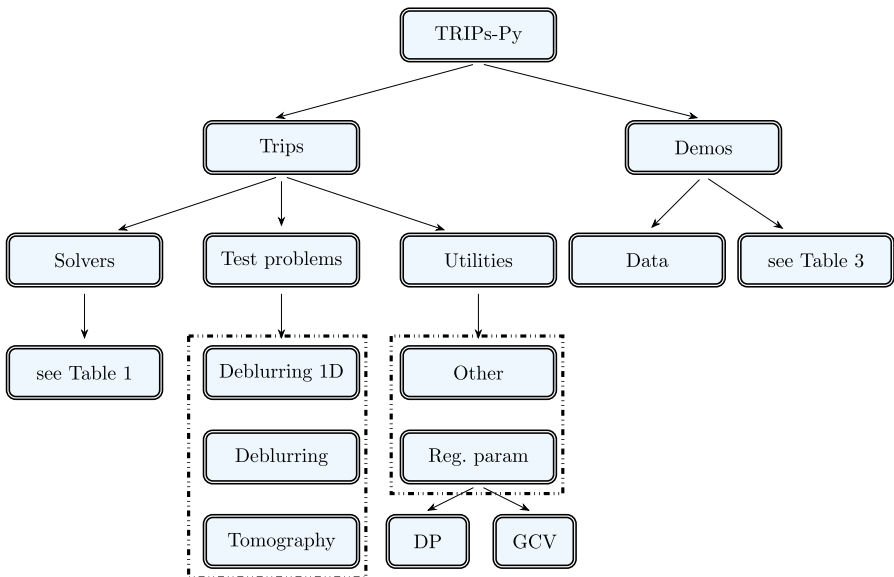 TRIPs-Py
Trips
Demos
Solvers
Test problems
Utilities
Data
see Table 3
see Table 1
Deblurring 1D
Other
Deblurring
Reg. param
Tomography
DP
GCV